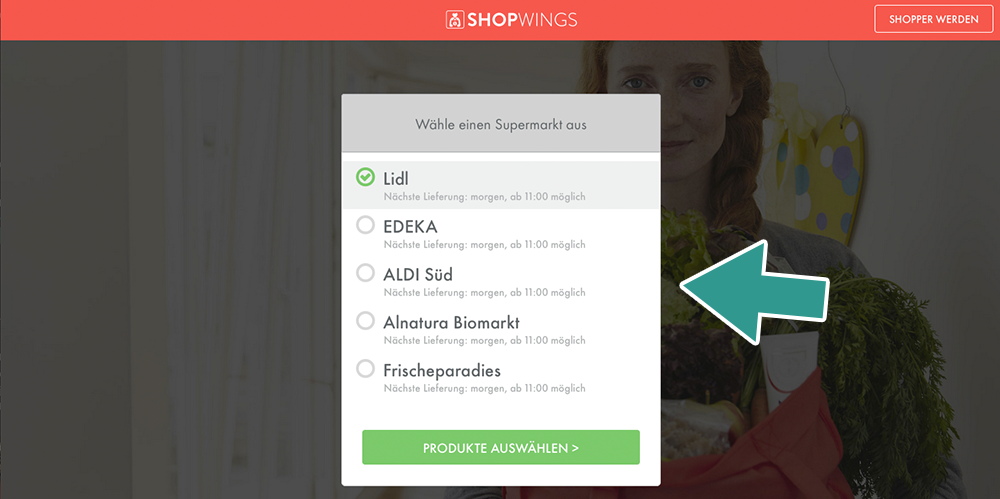 SHOPWINGS
SHOPPER WERDEN
Wähle einen Supermarkt aus
Lidl
Nächste Lieferung: morgen, ab 11:00 möglich
EDEKA
Nächste Lieferung: morgen, ab 11:00 möglich
ALDI Süd
Nächste Lieferung: morgen, ab 11:00 möglich
Alnatura Biomarkt
Nächste Lieferung: morgen, ab 11:00 möglich
Frischeparadies
Nächste Lieferung: morgen, ab 11:00 möglich
PRODUKTE AUSWÄHLEN >